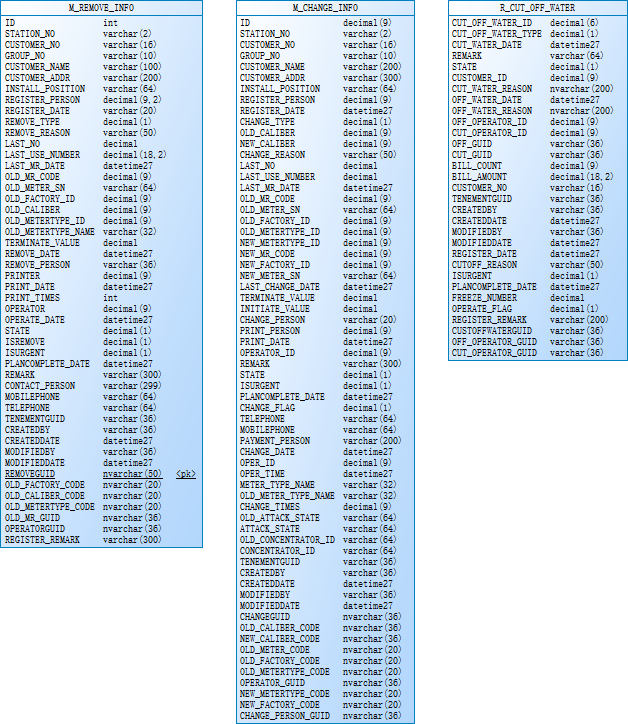 M_REMOVE_INFO
ID int
STATION_NO varchar(2)
CUSTOMER_NO varchar(16)
GROUP_NO varchar(10)
CUSTOMER_NAME varchar(100)
CUSTOMER_ADDR varchar(200)
INSTALL_POSITION varchar(64)
REGISTER_PERSON decimal(9,2)
REGISTER_DATE varchar(20)
REMOVE_TYPE decimal(1)
REMOVE_REASON varchar(50)
LAST_NO decimal
LAST_USE_NUMBER decimal(18,2)
LAST_MR_DATE datetime27
OLD_MR_CODE decimal(9)
OLD_METER_SN varchar(64)
OLD_FACTORY_ID decimal(9)
OLD_CALIBER decimal(9)
OLD_METERTYPE_ID decimal(9)
OLD_METERTYPE_NAME varchar(32)
TERMINATE_VALUE decimal
REMOVE_DATE datetime27
REMOVE_PERSON varchar(36)
PRINTER decimal(9)
PRINT_DATE datetime27
PRINT_TIMES int
OPERATOR decimal(9)
OPERATE_DATE datetime27
STATE decimal(1)
ISREMOVE decimal(1)
ISURGENT decimal(1)
PLANCOMPLETE_DATE datetime27
REMARK varchar(300)
CONTACT_PERSON varchar(299)
MOBILEPHONE varchar(64)
TELEPHONE varchar(64)
TENEMENTGUID varchar(36)
CREATEDBY varchar(36)
CREATEDDATE datetime27
MODIFIEDBY varchar(36)
MODIFIEDDATE datetime27
REMOVEGUID nvarchar(50) <pk>
OLD_FACTORY_CODE nvarchar(20)
OLD_CALIBER_CODE nvarchar(20)
OLD_METERTYPE_CODE nvarchar(20)
OLD_MR_GUID nvarchar(36)
OPERATORGUID nvarchar(36)
REGISTER_REMARK varchar(300)
M_CHANGE_INFO
ID decimal(9)
STATION_NO varchar(2)
CUSTOMER_NO varchar(16)
GROUP_NO varchar(10)
CUSTOMER_NAME varchar(200)
CUSTOMER_ADDR varchar(300)
INSTALL_POSITION varchar(64)
REGISTER_PERSON decimal(9)
REGISTER_DATE datetime27
CHANGE_TYPE decimal(1)
OLD_CALIBER decimal(9)
NEW_CALIBER decimal(9)
CHANGE_REASON varchar(50)
LAST_NO decimal
LAST_USE_NUMBER decimal
LAST_MR_DATE datetime27
OLD_MR_CODE decimal(9)
OLD_METER_SN varchar(64)
OLD_FACTORY_ID decimal(9)
OLD_METERTYPE_ID decimal(9)
NEW_METERTYPE_ID decimal(9)
NEW_MR_CODE decimal(9)
NEW_FACTORY_ID decimal(9)
NEW_METER_SN varchar(64)
LAST_CHANGE_DATE datetime27
TERMINATE_VALUE decimal
INITIATE_VALUE decimal
CHANGE_PERSON varchar(20)
PRINT_PERSON decimal(9)
PRINT_DATE datetime27
OPERATOR_ID decimal(9)
REMARK varchar(300)
STATE decimal(1)
ISURGENT decimal(1)
PLANCOMPLETE_DATE datetime27
CHANGE_FLAG decimal(1)
TELEPHONE varchar(64)
MOBILEPHONE varchar(64)
PAYMENT_PERSON varchar(200)
CHANGE_DATE datetime27
OPER_ID decimal(9)
OPER_TIME datetime27
METER_TYPE_NAME varchar(32)
OLD_METER_TYPE_NAME varchar(32)
CHANGE_TIMES decimal(9)
OLD_ATTACK_STATE varchar(64)
ATTACK_STATE varchar(64)
OLD_CONCENTRATOR_ID varchar(64)
CONCENTRATOR_ID varchar(64)
TENEMENTGUID varchar(36)
CREATEDBY varchar(36)
CREATEDDATE datetime27
MODIFIEDBY varchar(36)
MODIFIEDDATE datetime27
CHANGEGUID nvarchar(36)
OLD_CALIBER_CODE nvarchar(36)
NEW_CALIBER_CODE nvarchar(36)
OLD_METER_CODE nvarchar(20)
OLD_FACTORY_CODE nvarchar(20)
OLD_METERTYPE_CODE nvarchar(20)
OPERATOR_GUID nvarchar(36)
NEW_METERTYPE_CODE nvarchar(20)
NEW_FACTORY_CODE nvarchar(20)
CHANGE_PERSON_GUID nvarchar(36)
R_CUT_OFF_WATER
CUT_OFF_WATER_ID decimal(6)
CUT_OFF_WATER_TYPE decimal(1)
CUT_WATER_DATE datetime27
REMARK varchar(64)
STATE decimal(1)
CUSTOMER_ID decimal(9)
CUT_WATER_REASON nvarchar(200)
OFF_WATER_DATE datetime27
OFF_WATER_REASON nvarchar(200)
OFF_OPERATOR_ID decimal(9)
CUT_OPERATOR_ID decimal(9)
OFF_GUID varchar(36)
CUT_GUID varchar(36)
BILL_COUNT decimal(9)
BILL_AMOUNT decimal(18,2)
CUSTOMER_NO varchar(16)
TENEMENTGUID varchar(36)
CREATEDBY varchar(36)
CREATEDDATE datetime27
MODIFIEDBY varchar(36)
MODIFIEDDATE datetime27
REGISTER_DATE datetime27
CUTOFF_REASON varchar(50)
ISURGENT decimal(1)
PLANCOMPLETE_DATE datetime27
FREEZE_NUMBER decimal
OPERATE_FLAG decimal(1)
REGISTER_REMARK varchar(200)
CUSTOFFWATERGUID varchar(36)
OFF_OPERATOR_GUID varchar(36)
CUT_OPERATOR_GUID varchar(36)